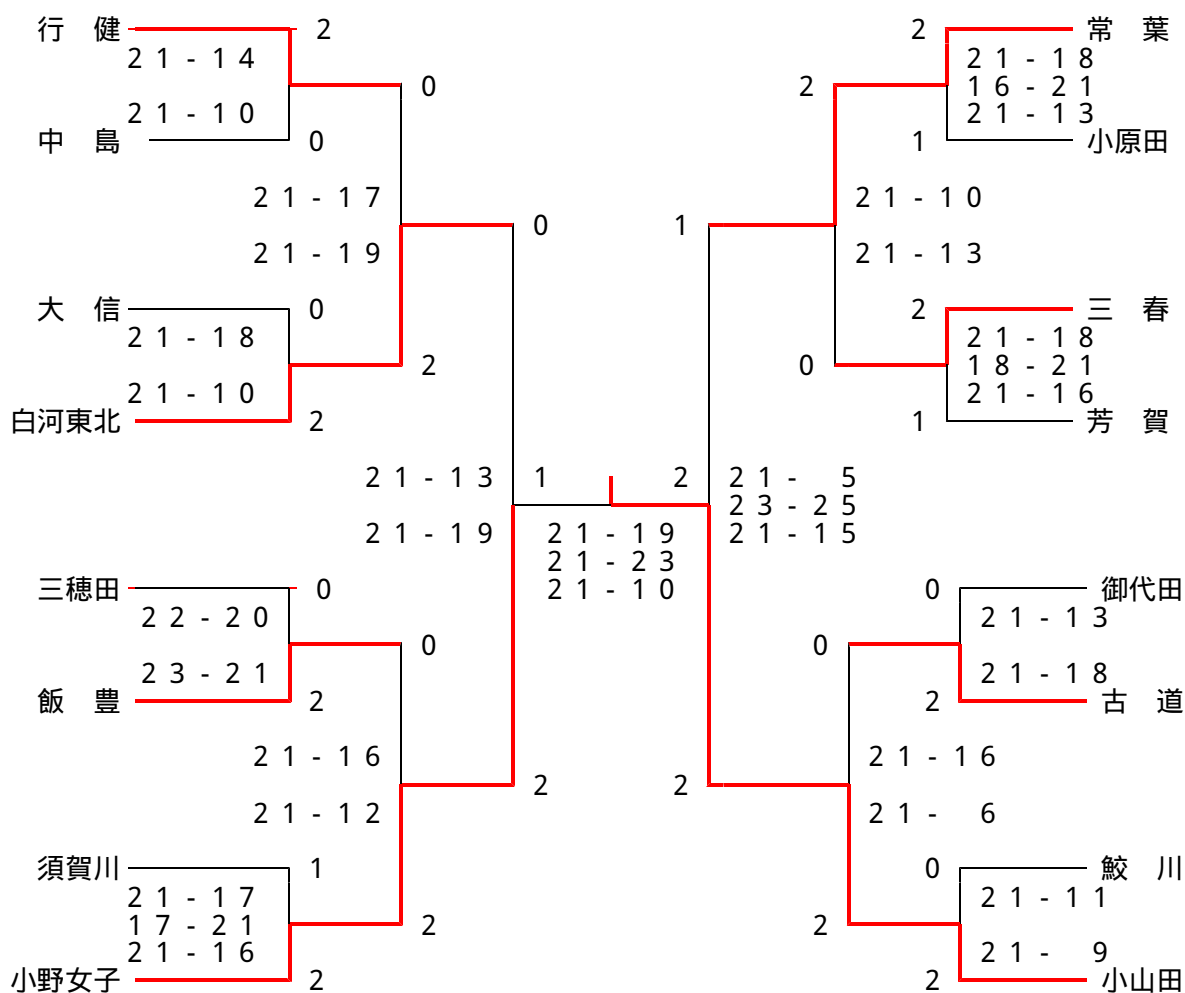 行　健 2
21-14
0
21-10
中　島 0
21-17
0
21-19
大　信 0
21-18
2
21-10
白河東北 2
21-13 1
21-19
三穂田 0
22-20
0
23-21
飯　豊 2
21-16
2
21-12
須賀川 1
21-17
17-21
2
21-16
小野女子 2
21-19
21-23
21-10
2 常　葉
21-18
2 16-21
21-13
1 小原田
21-10
1
21-13
2 三　春
21-18
0 18-21
21-16
1 芳　賀
2 21- 5
23-25
21-15
0 御代田
21-13
0
21-18
2 古　道
21-16
2
21- 6
0 鮫　川
21-11
2
21- 9
2 小山田